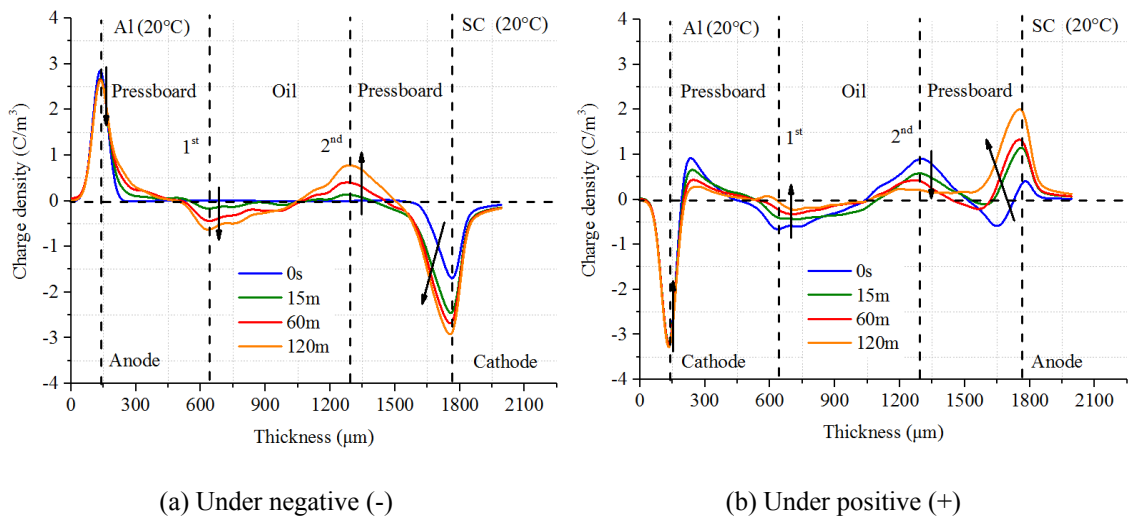 Al (20°C)
SC (20°C)
Pressboard
Oil
Pressboard
1st
2nd
0s
15m
60m
120m
Anode
Cathode
Charge density (C/m³)
4
3
2
1
0
-1
-2
-3
-4
0
300
600
900
1200
1500
1800
2100
Thickness (μm)
(a) Under negative (-)
Al (20°C)
SC (20°C)
Pressboard
Oil
Pressboard
1st
2nd
0s
15m
60m
120m
Cathode
Anode
Charge density (C/m³)
4
3
2
1
0
-1
-2
-3
-4
0
300
600
900
1200
1500
1800
2100
Thickness (μm)
(b) Under positive (+)